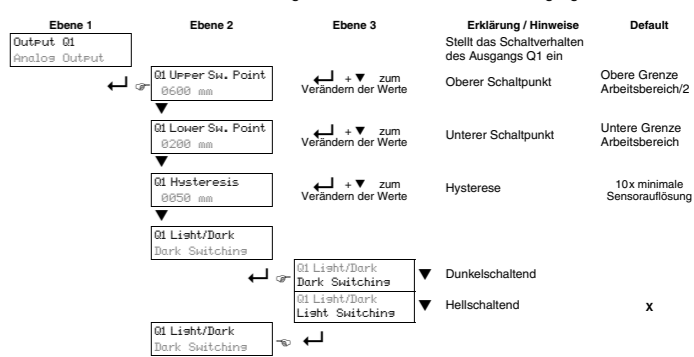 Ebene 1 Ebene 2 Ebene 3 Erklärung / Hinweise Default
Output Q1
Analog Output
Stellt das Schaltverhalten
des Ausgangs Q1 ein
Q1 Upper Sw. Point
0600 mm
+ ▼ zum
Verändern der Werte
Oberer Schaltpunkt
Obere Grenze
Arbeitsbereich/2
Q1 Lower Sw. Point
0200 mm
+ ▼ zum
Verändern der Werte
Unterer Schaltpunkt
Untere Grenze
Arbeitsbereich
Q1 Hysteresis
0050 mm
+ ▼ zum
Verändern der Werte
Hysterese
10x minimale
Sensorauflösung
Q1 Light/Dark
Dark Switching
Q1 Light/Dark
Dark Switching
Dunkelschaltend
Q1 Light/Dark
Light Switching
Hellschaltend
X
Q1 Light/Dark
Dark Switching